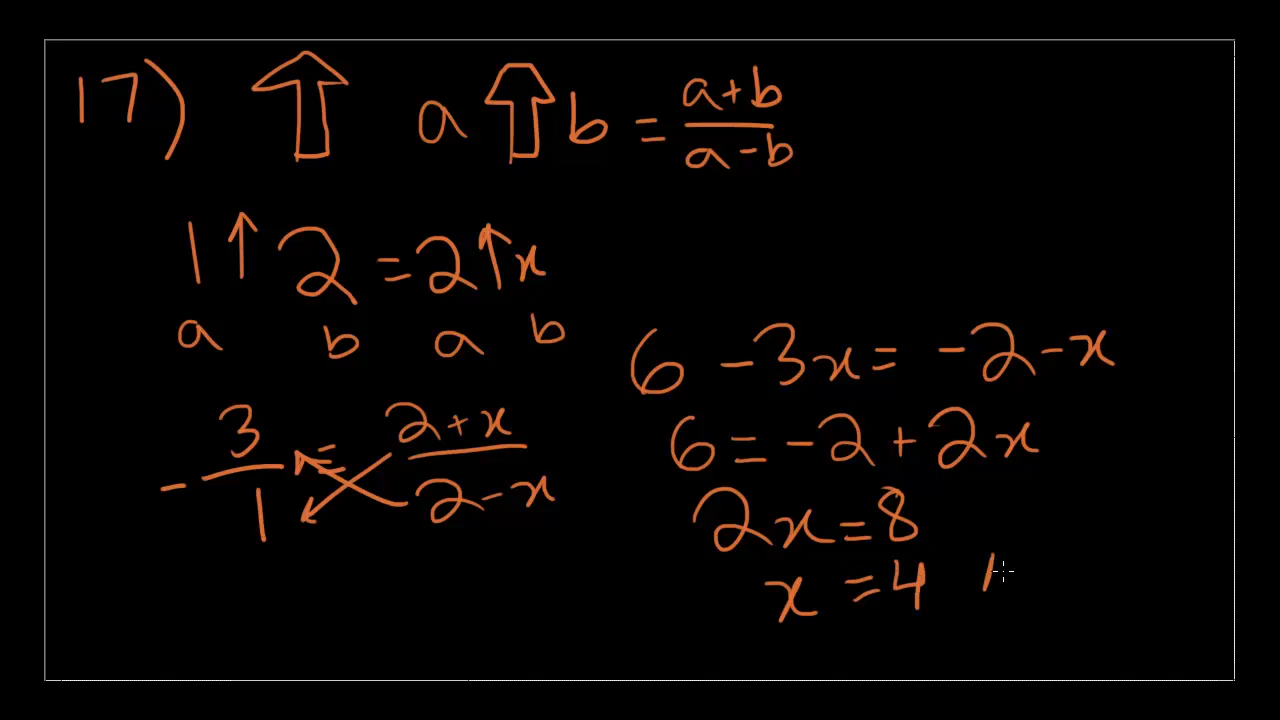 17) ⇧ a ⇧ b = (a+b)/(a-b)
1 ↑ 2 = 2 ↑ x
a b a b
-3/1 = (2+x)/(2-x)
6 - 3x = -2 - x
6 = -2 + 2x
2x = 8
x = 4